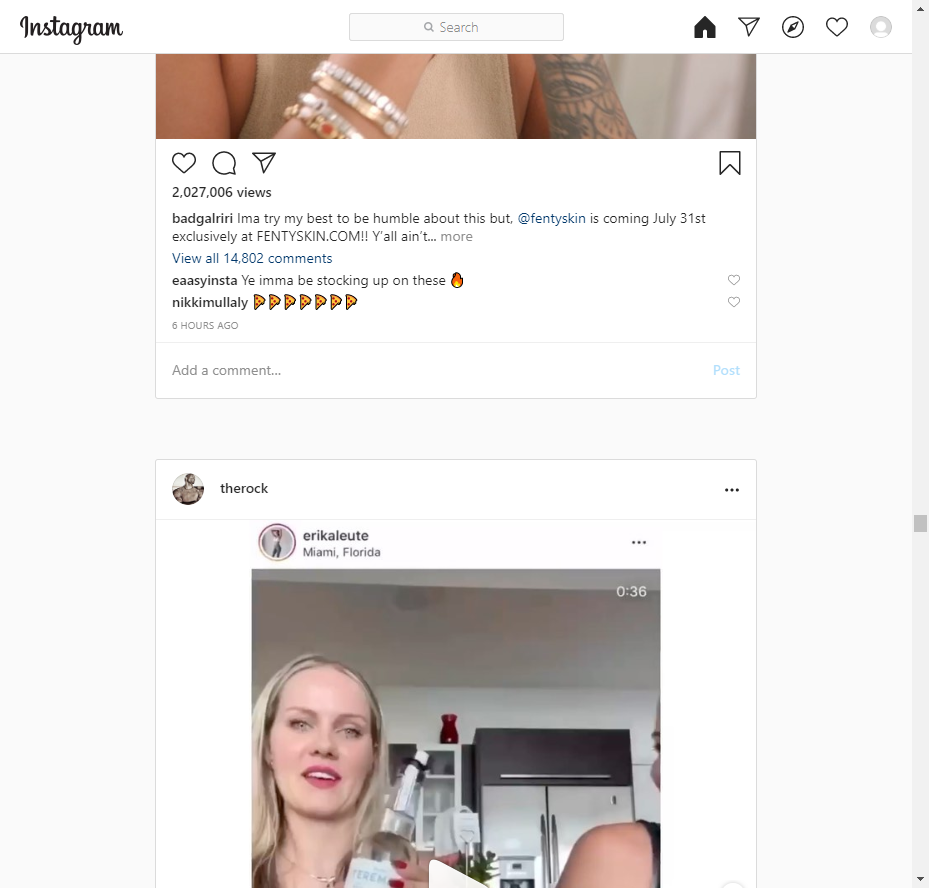 Instagram
Search
2,027,006 views
badgalriri Ima try my best to be humble about this but, @fentyskin is coming July 31st
exclusively at FENTYSKIN.COM!! Y'all ain't... more
View all 14,802 comments
eaasyinsta Ye imma be stocking up on these 🔥
nikkimullaly 🍕🍕🍕🍕🍕🍕🍕
6 HOURS AGO
Add a comment... Post
therock
erikaleute
Miami, Florida
0:36